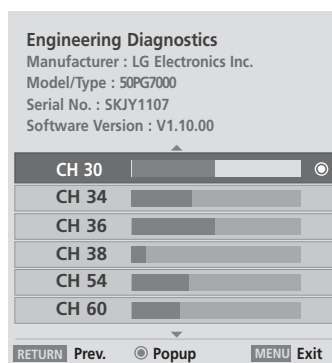 Engineering Diagnostics
Manufacturer : LG Electronics Inc.
Model/Type : 50PG7000
Serial No. : SKJY1107
Software Version : V1.10.00
CH 30
CH 34
CH 36
CH 38
CH 54
CH 60
RETURN Prev. Popup MENU Exit